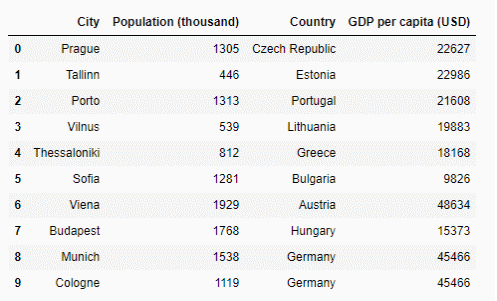 City Population (thousand) Country GDP per capita (USD)
0 Prague 1305 Czech Republic 22627
1 Tallinn 446 Estonia 22986
2 Porto 1313 Portugal 21608
3 Vilnus 539 Lithuania 19883
4 Thessaloniki 812 Greece 18168
5 Sofia 1281 Bulgaria 9826
6 Viena 1929 Austria 48634
7 Budapest 1768 Hungary 15373
8 Munich 1538 Germany 45466
9 Cologne 1119 Germany 45466